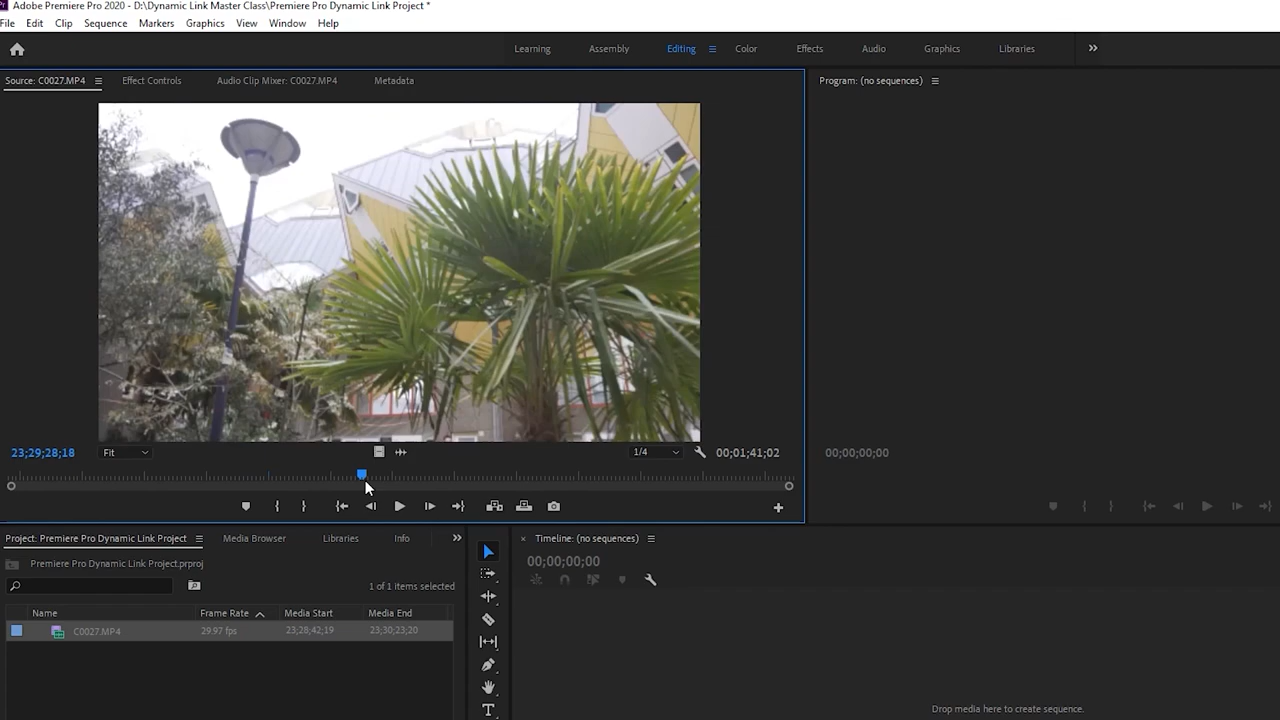 Adobe Premiere Pro 2020 - D:\Dynamic Link Master Class\Premiere Pro Dynamic Link Project *
File Edit Clip Sequence Markers Graphics View Window Help
Learning Assembly Editing Color Effects Audio Graphics Libraries
Source: C0027.MP4 Effect Controls Audio Clip Mixer: C0027.MP4 Metadata
Program: (no sequences)
23;29;28;18 Fit 1/4 00;01;41;02
00;00;00;00
Project: Premiere Pro Dynamic Link Project Media Browser Libraries Info
Premiere Pro Dynamic Link Project.prproj
1 of 1 items selected
Name Frame Rate Media Start Media End
C0027.MP4 29.97 fps 23;28;42;19 23;30;23;20
Timeline: (no sequences)
00;00;00;00
Drop media here to create sequence.